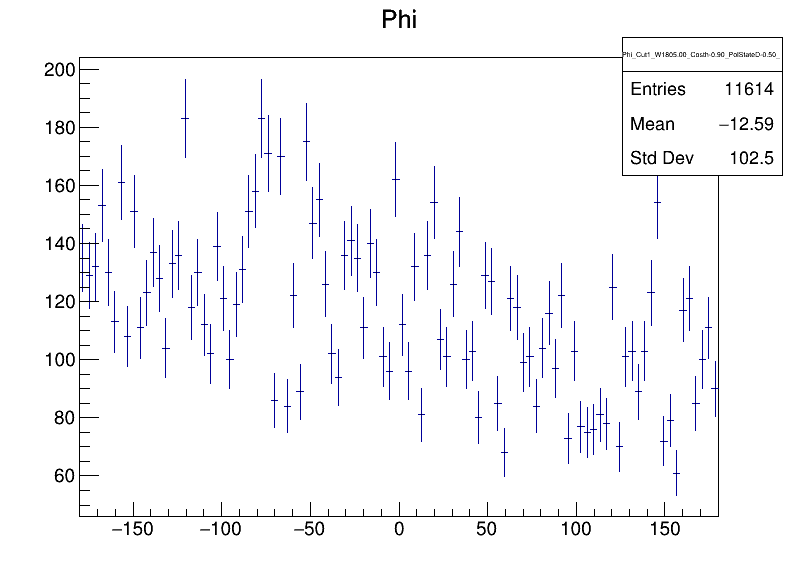 Phi
Phi_Cut1_W1805.00_Costh-0.90_PolStateD-0.50_
Entries 11614
Mean −12.59
Std Dev 102.5
200
180
160
140
120
100
80
60
−150 −100 −50 0 50 100 150